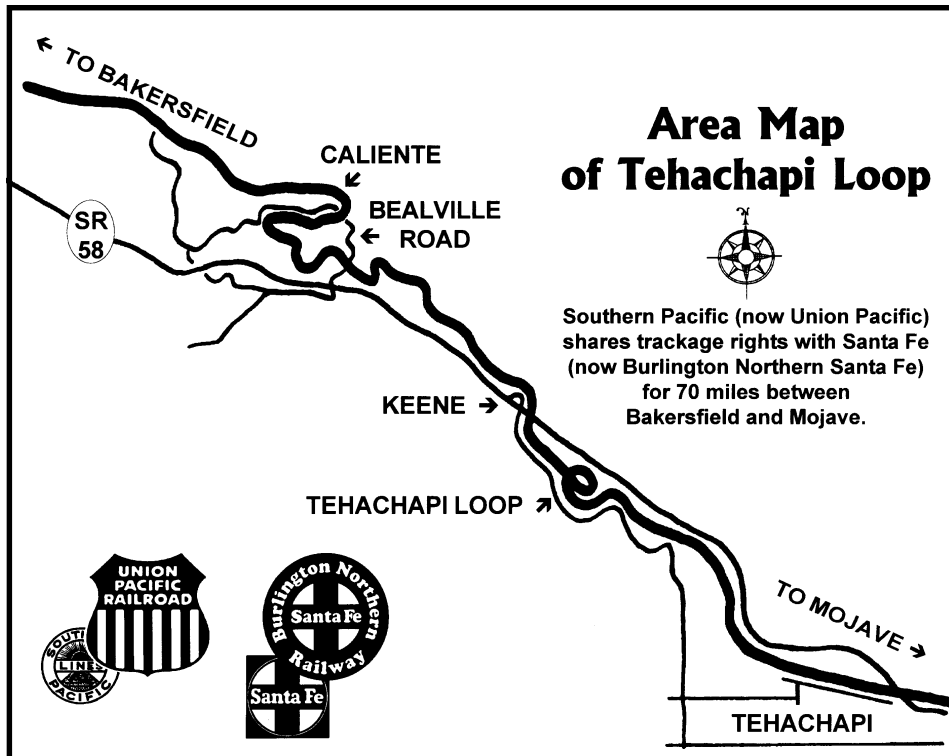 ← TO BAKERSFIELD
Area Map
of Tehachapi Loop
CALIENTE
BEALVILLE
ROAD
SR
58
N
Southern Pacific (now Union Pacific)
shares trackage rights with Santa Fe
(now Burlington Northern Santa Fe)
for 70 miles between
Bakersfield and Mojave.
KEENE →
TEHACHAPI LOOP
TO MOJAVE →
UNION
PACIFIC
RAILROAD
LINES
PACIFIC
Burlington Northern
Santa Fe
Railway
Santa Fe
TEHACHAPI